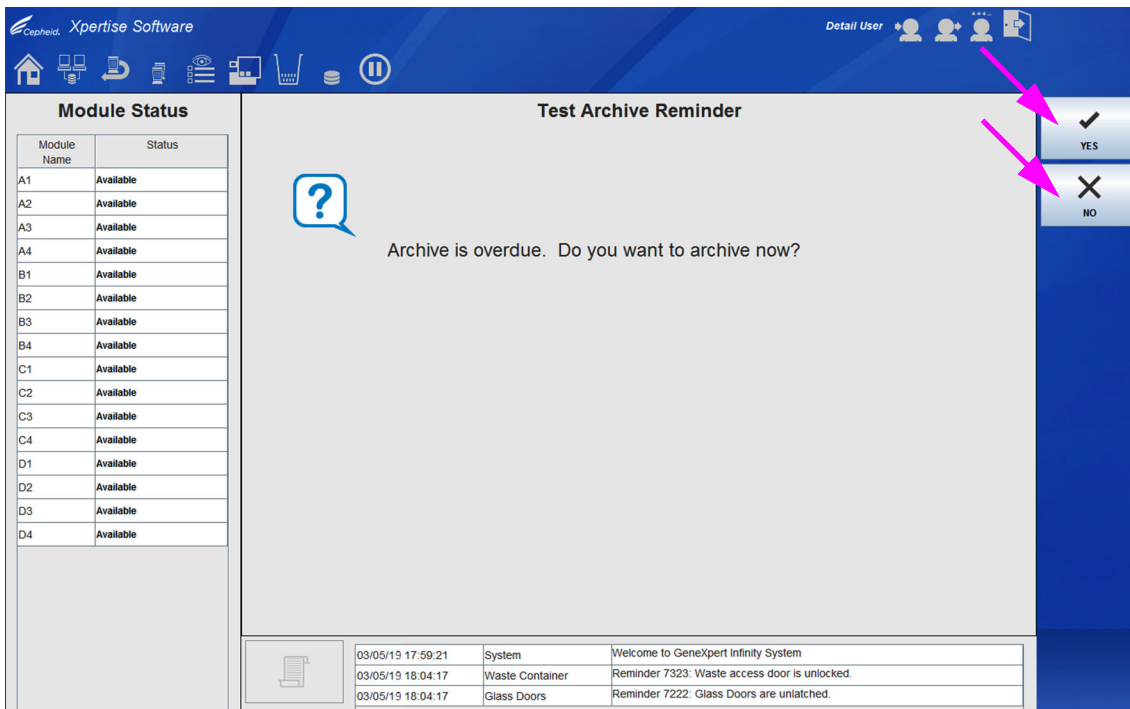 Cepheid. Xpertise Software
Detail User
Module Status
Module Name Status
A1 Available
A2 Available
A3 Available
A4 Available
B1 Available
B2 Available
B3 Available
B4 Available
C1 Available
C2 Available
C3 Available
C4 Available
D1 Available
D2 Available
D3 Available
D4 Available
Test Archive Reminder
?
Archive is overdue. Do you want to archive now?
YES
NO
03/05/19 17:59:21 System Welcome to GeneXpert Infinity System
03/05/19 18:04:17 Waste Container Reminder 7323: Waste access door is unlocked.
03/05/19 18:04:17 Glass Doors Reminder 7222: Glass Doors are unlatched.